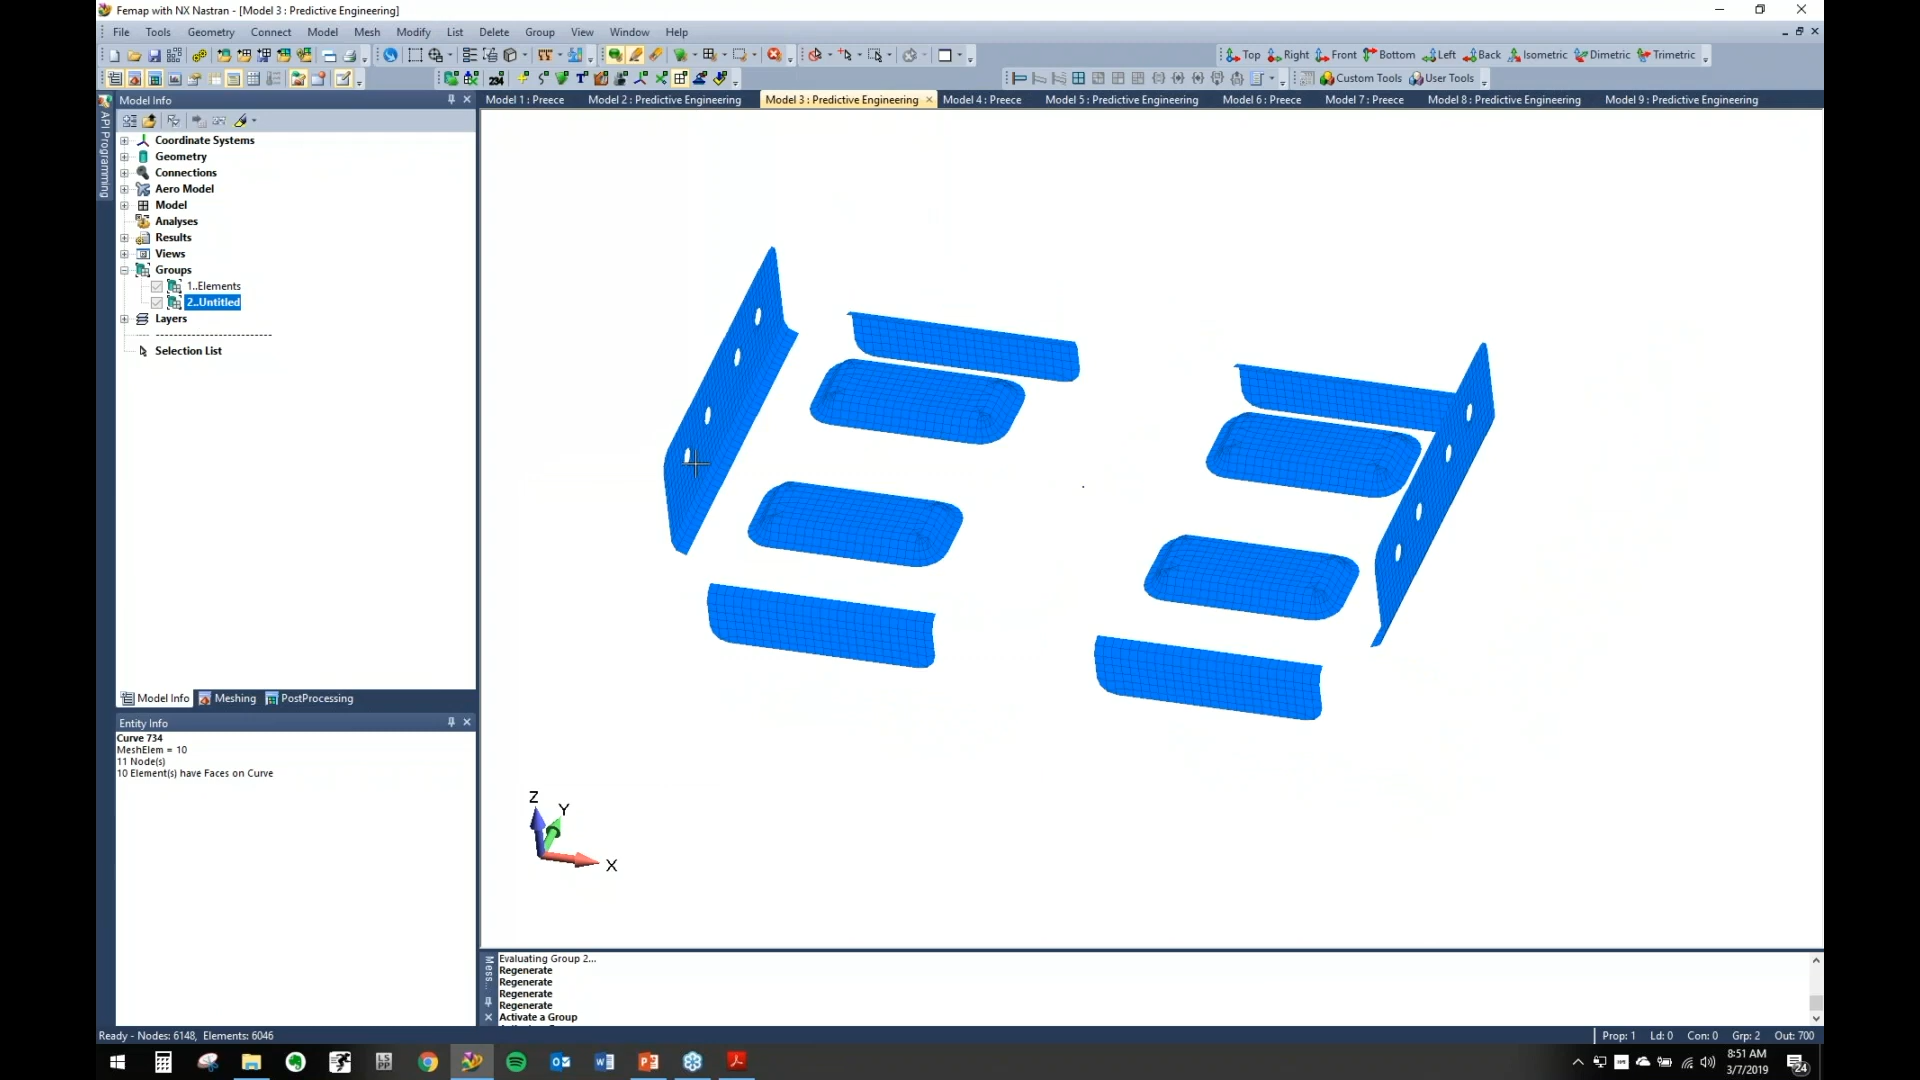 Femap with NX Nastran - [Model 3 : Predictive Engineering]
File Tools Geometry Connect Model Mesh Modify List Delete Group View Window Help
Top Right Front Bottom Left Back Isometric Dimetric Trimetric
234 Custom Tools User Tools
Model Info
Model 1 : Preece Model 2 : Predictive Engineering Model 3 : Predictive Engineering Model 4 : Preece Model 5 : Predictive Engineering Model 6 : Preece Model 7 : Preece Model 8 : Predictive Engineering Model 9 : Predictive Engineering
API Programming
Coordinate Systems
Geometry
Connections
Aero Model
Model
Analyses
Results
Views
Groups
1..Elements
2..Untitled
Layers
Selection List
Model Info Meshing PostProcessing
Entity Info
Curve 734
MeshElem = 10
11 Node(s)
10 Element(s) have Faces on Curve
Z
Y
X
Mess...
Evaluating Group 2...
Regenerate
Regenerate
Regenerate
Regenerate
Activate a Group
Ready - Nodes: 6148, Elements: 6046
Prop: 1 Ld: 0 Con: 0 Grp: 2 Out: 700
LS
PP
8:51 AM
3/7/2019
24